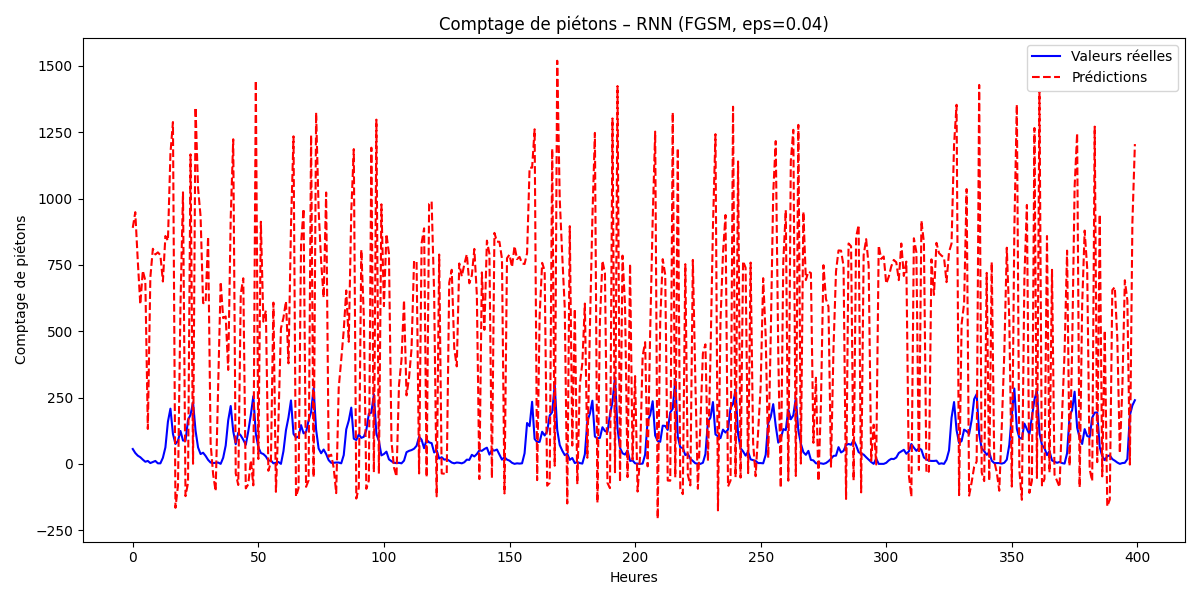 Comptage de piétons – RNN (FGSM, eps=0.04)
Valeurs réelles
Prédictions
Comptage de piétons
1500
1250
1000
750
500
250
0
−250
0 50 100 150 200 250 300 350 400
Heures